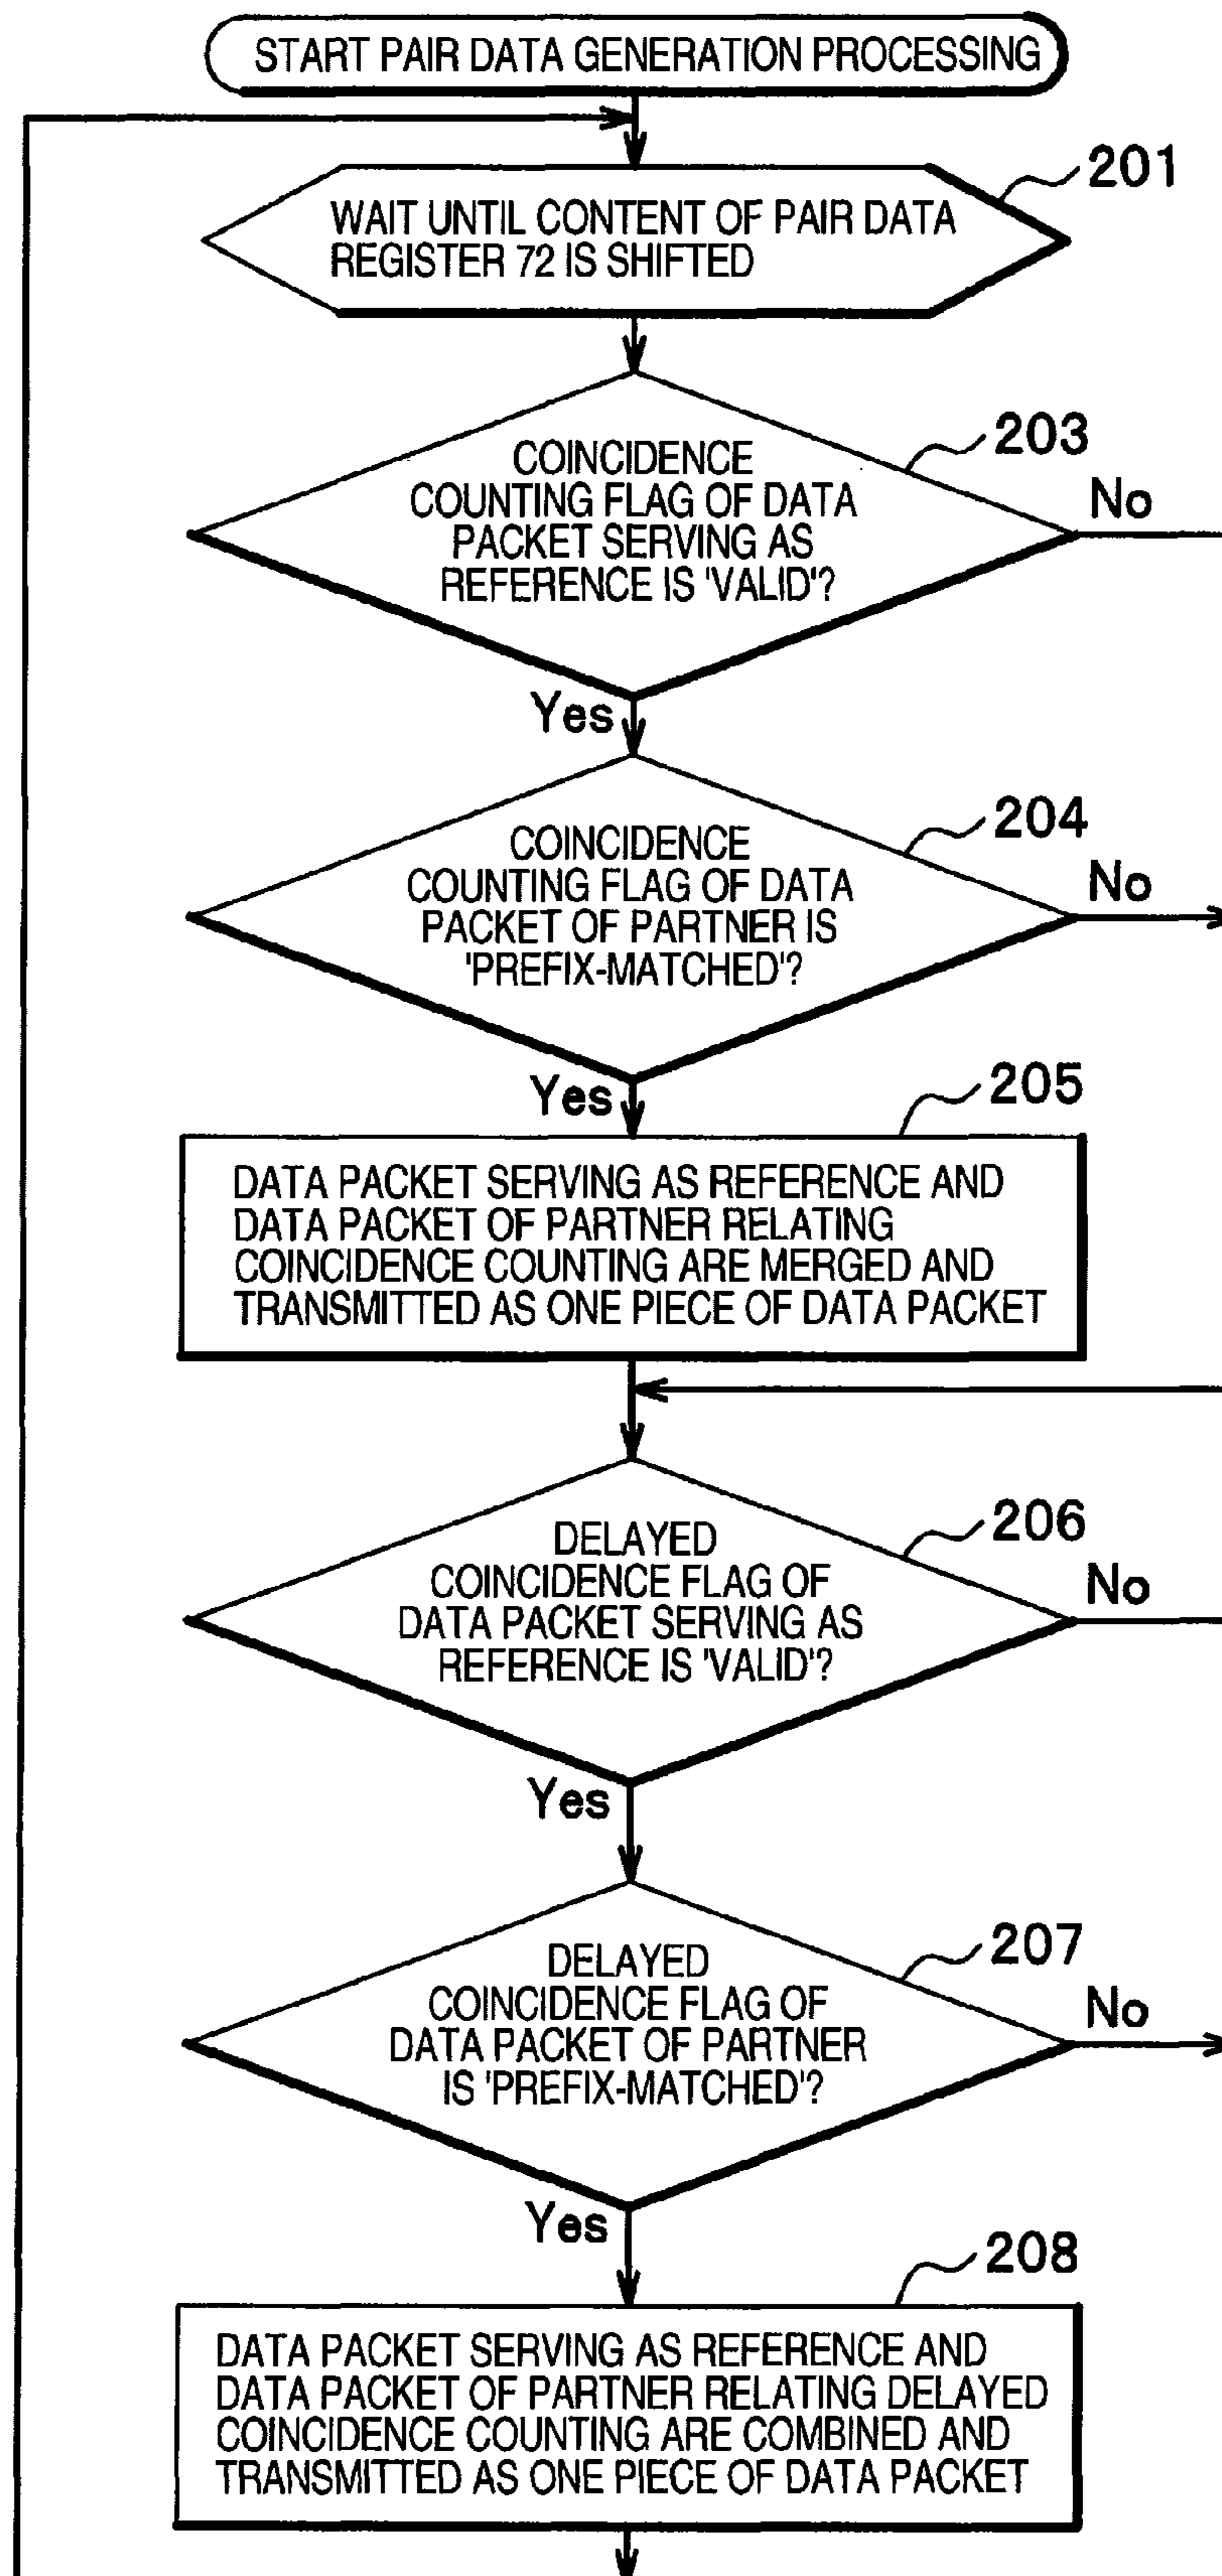 START PAIR DATA GENERATION PROCESSING
201
WAIT UNTIL CONTENT OF PAIR DATA
REGISTER 72 IS SHIFTED
203
COINCIDENCE
COUNTING FLAG OF DATA
PACKET SERVING AS
REFERENCE IS 'VALID'?
No
Yes
204
COINCIDENCE
COUNTING FLAG OF DATA
PACKET OF PARTNER IS
'PREFIX-MATCHED'?
No
Yes
205
DATA PACKET SERVING AS REFERENCE AND
DATA PACKET OF PARTNER RELATING
COINCIDENCE COUNTING ARE MERGED AND
TRANSMITTED AS ONE PIECE OF DATA PACKET
206
DELAYED
COINCIDENCE FLAG OF
DATA PACKET SERVING AS
REFERENCE IS 'VALID'?
No
Yes
207
DELAYED
COINCIDENCE FLAG OF
DATA PACKET OF PARTNER
IS 'PREFIX-MATCHED'?
No
Yes
208
DATA PACKET SERVING AS REFERENCE AND
DATA PACKET OF PARTNER RELATING DELAYED
COINCIDENCE COUNTING ARE COMBINED AND
TRANSMITTED AS ONE PIECE OF DATA PACKET